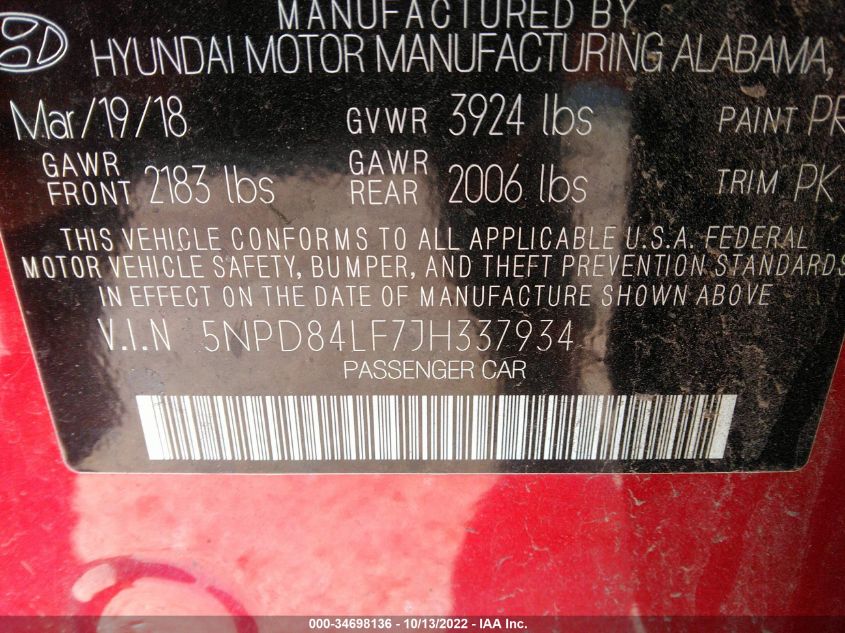 MANUFACTURED BY
HYUNDAI MOTOR MANUFACTURING ALABAMA,
Mar/19/18 GVWR 3924 lbs PAINT PR
GAWR FRONT 2183 lbs GAWR REAR 2006 lbs TRIM PK
THIS VEHICLE CONFORMS TO ALL APPLICABLE U.S.A. FEDERAL
MOTOR VEHICLE SAFETY, BUMPER, AND THEFT PREVENTION STANDARDS
IN EFFECT ON THE DATE OF MANUFACTURE SHOWN ABOVE
V.I.N 5NPD84LF7JH337934
PASSENGER CAR
000-34698136 - 10/13/2022 - IAA Inc.